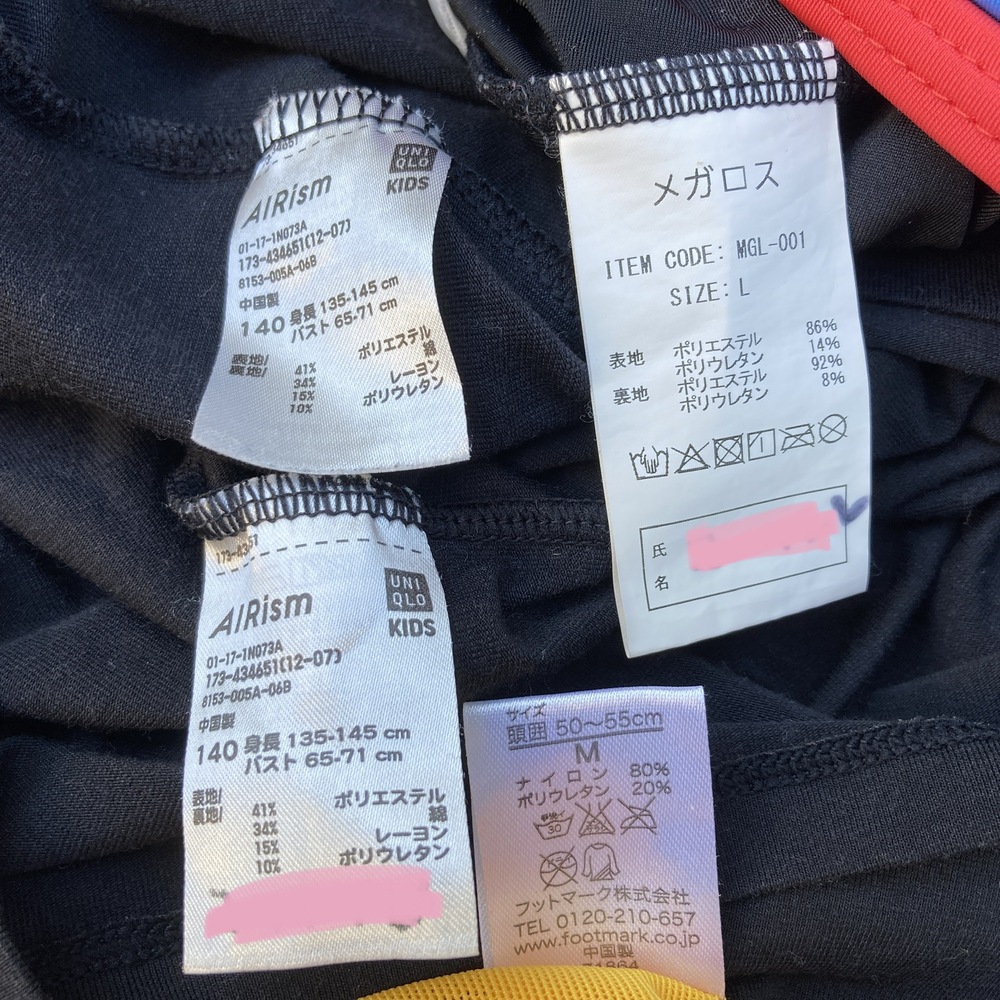 AIRism
UNI
QLO
KIDS
01-17-1N073A
173-434651(12-07)
8153-005A-06B
中国製
140 身長 135-145 cm
バスト 65-71 cm
表地/
裏地/
ポリエステル
綿
レーヨン
ポリウレタン
41%
34%
15%
10%
メガロス
ITEM CODE: MGL-001
SIZE: L
表地 ポリエステル 86%
ポリウレタン 14%
裏地 ポリエステル 92%
ポリウレタン 8%
氏
名
AIRism
UNI
QLO
KIDS
01-17-1N073A
173-434651(12-07)
8153-005A-06B
中国製
140 身長 135-145 cm
バスト 65-71 cm
表地/
裏地/
41% ポリエステル
34% 綿
15% レーヨン
10% ポリウレタン
サイズ
頭囲 50～55cm
M
ナイロン 80%
ポリウレタン 20%
30
フットマーク株式会社
TEL 0120-210-657
www.footmark.co.jp
中国製